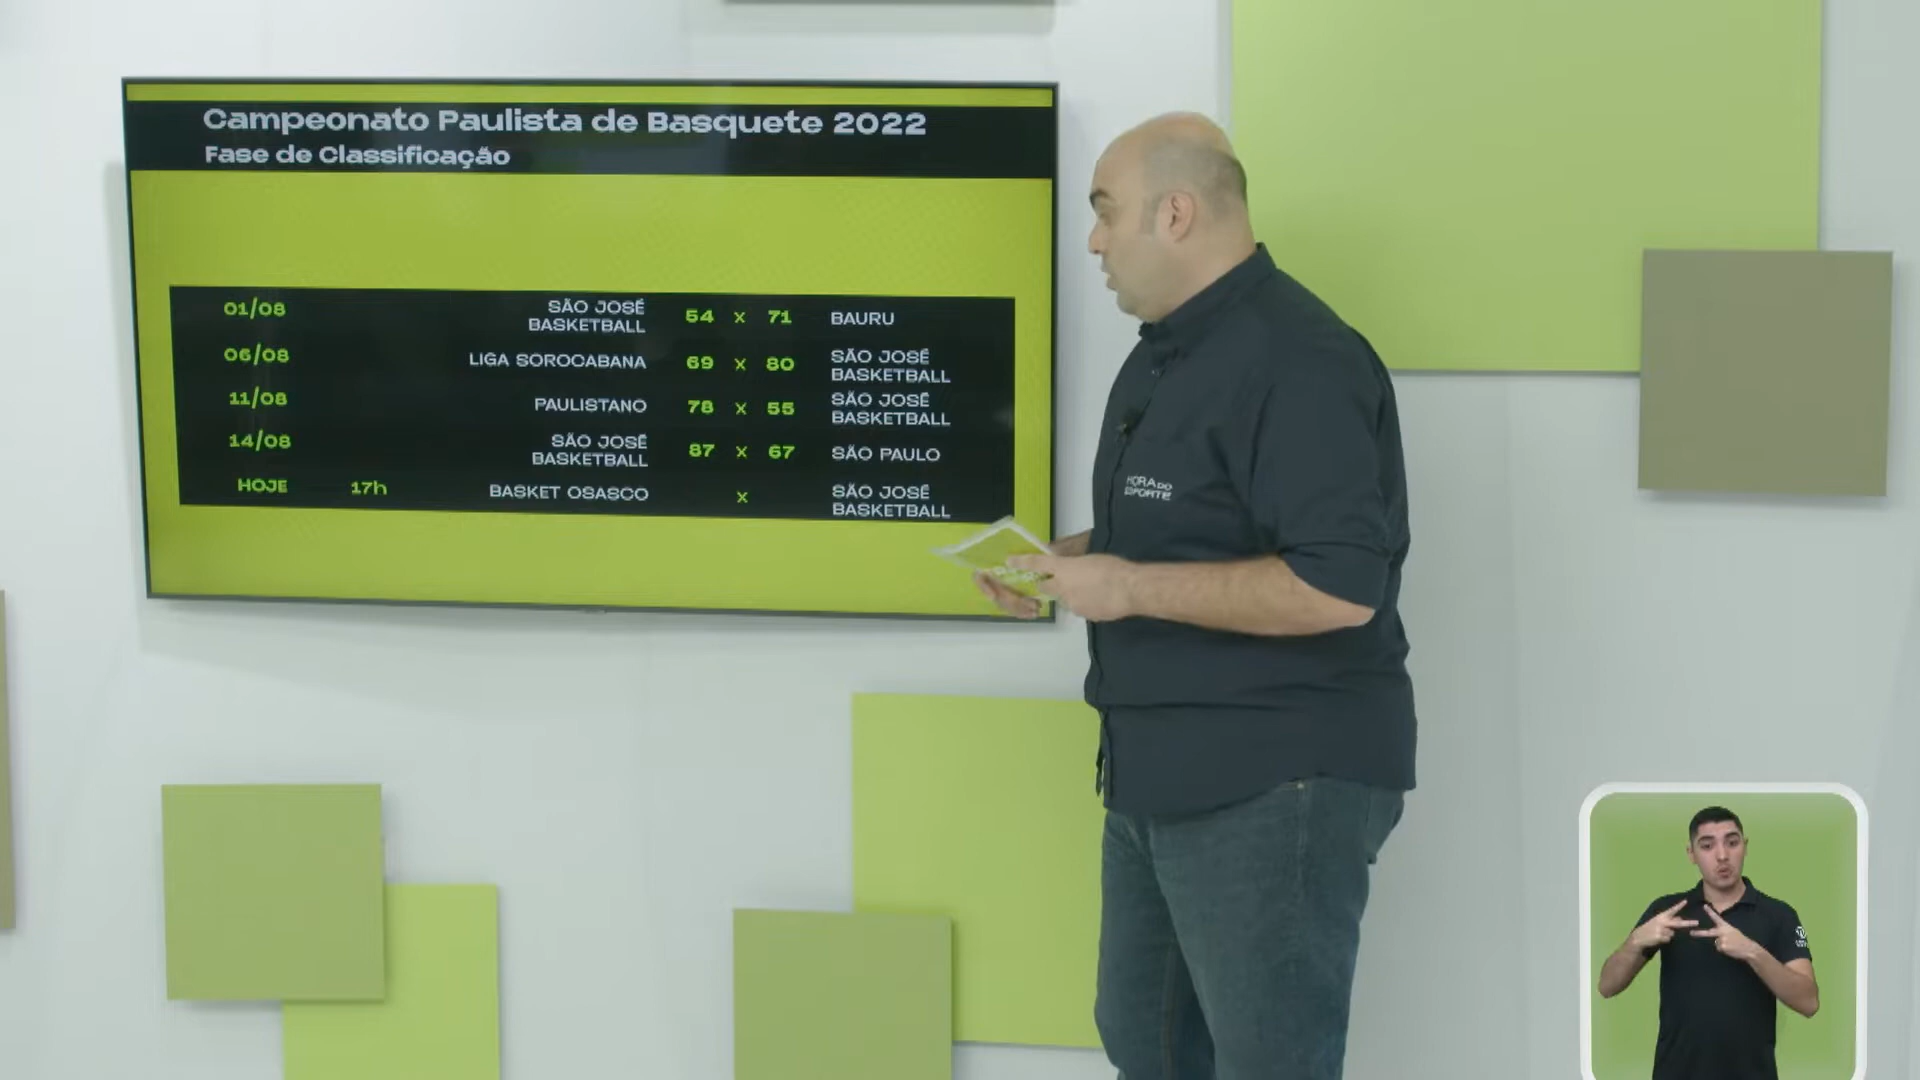 Campeonato Paulista de Basquete 2022
Fase de Classificação
01/08 SÃO JOSÉ BASKETBALL 54 x 71 BAURU
06/08 LIGA SOROCABANA 69 x 80 SÃO JOSÉ BASKETBALL
11/08 PAULISTANO 78 x 55 SÃO JOSÉ BASKETBALL
14/08 SÃO JOSÉ BASKETBALL 87 x 67 SÃO PAULO
HOJE 17h BASKET OSASCO x SÃO JOSÉ BASKETBALL
HORA DO
ESPORTE